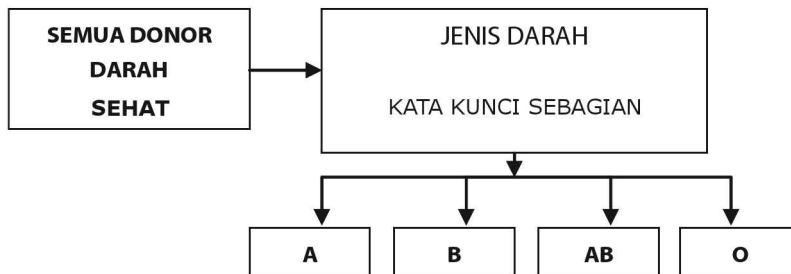 SEMUA DONOR
DARAH
SEHAT
JENIS DARAH
KATA KUNCI SEBAGIAN
A
B
AB
O